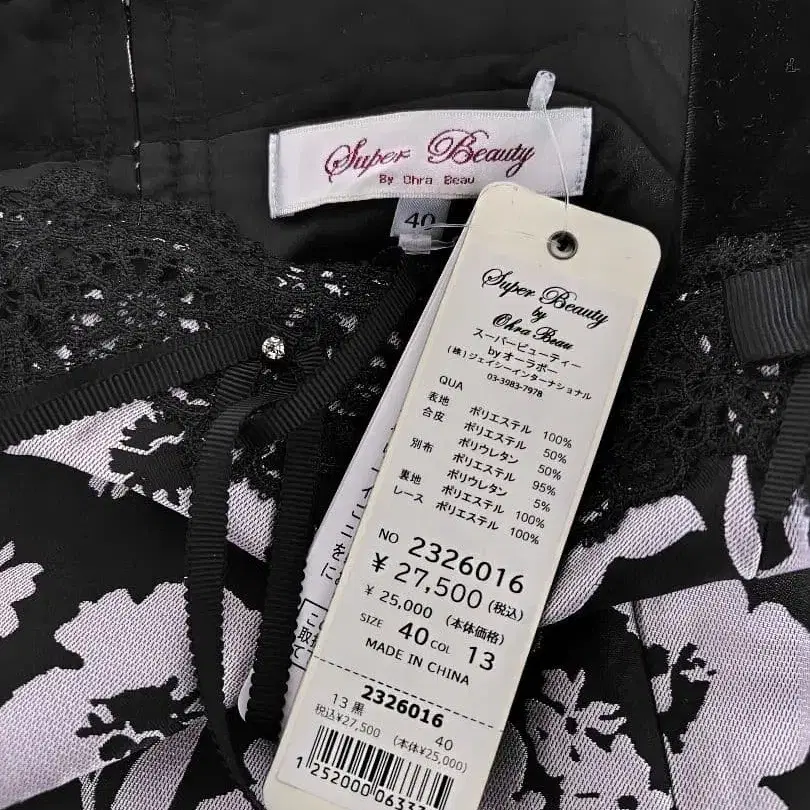 Super Beauty
By Ohra Beau
40
Super Beauty
by
Ohra Beau
スーパービューティー
by オーラボー
(株)ジェイシーインターナショナル
03-3983-7978
QUA
表地 ポリエステル 100%
合皮 ポリエステル 50%
ポリウレタン 50%
別布 ポリエステル 95%
ポリウレタン 5%
裏地 ポリエステル 100%
レース ポリエステル 100%
NO 2326016
¥ 27,500 (税込)
¥ 25,000 (本体価格)
SIZE 40 COL 13
MADE IN CHINA
2326016
13 黒 40
税込¥27,500 (本体¥25,000)
1252000 06333